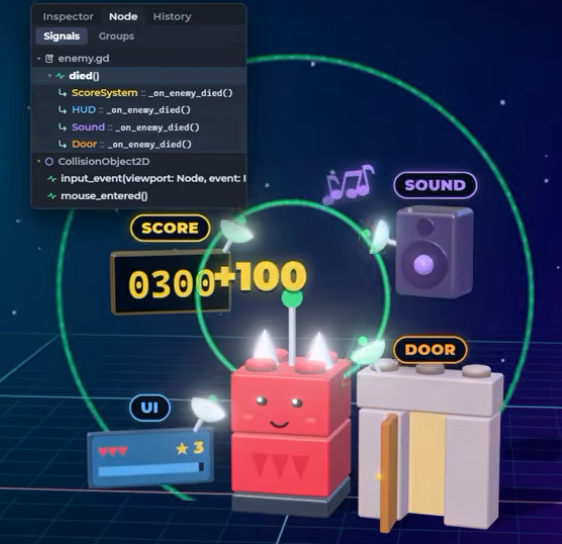 Inspector Node History
Signals Groups
enemy.gd
died()
ScoreSystem :: _on_enemy_died()
HUD :: _on_enemy_died()
Sound :: _on_enemy_died()
Door :: _on_enemy_died()
CollisionObject2D
input_event(viewport: Node, event: I
mouse_entered()
SOUND
SCORE
0300
+100
DOOR
UI
3